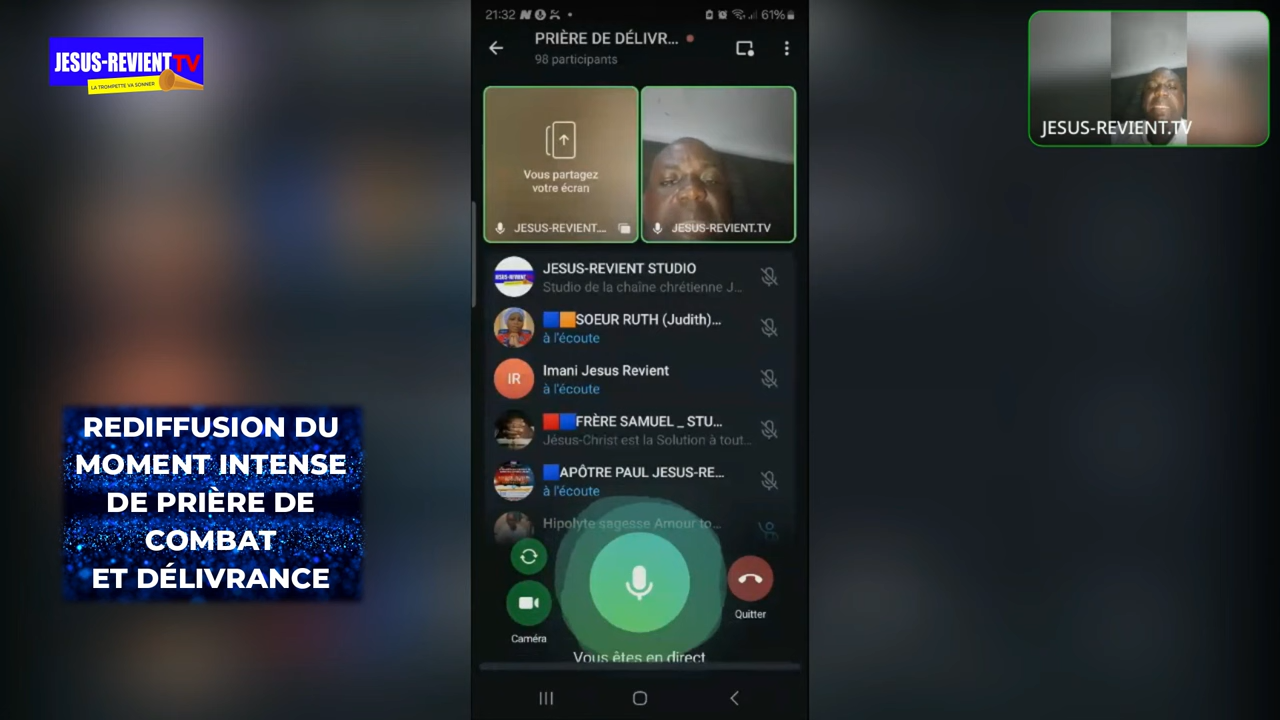 JESUS-REVIENT TV
LA TROMPETTE VA SONNER
REDIFFUSION DU
MOMENT INTENSE
DE PRIÈRE DE
COMBAT
ET DÉLIVRANCE
21:32
61%
PRIÈRE DE DÉLIVR...
98 participants
Vous partagez
votre écran
JESUS-REVIENT....
JESUS-REVIENT.TV
JESUS-REVIENT STUDIO
Studio de la chaîne chrétienne J...
SOEUR RUTH (Judith)...
à l'écoute
IR
Imani Jesus Revient
à l'écoute
FRÈRE SAMUEL _ STU...
Jésus-Christ est la Solution à tout...
APÔTRE PAUL JESUS-RE...
à l'écoute
Hipolyte sagesse Amour to...
Caméra
Quitter
Vous êtes en direct
JESUS-REVIENT.TV